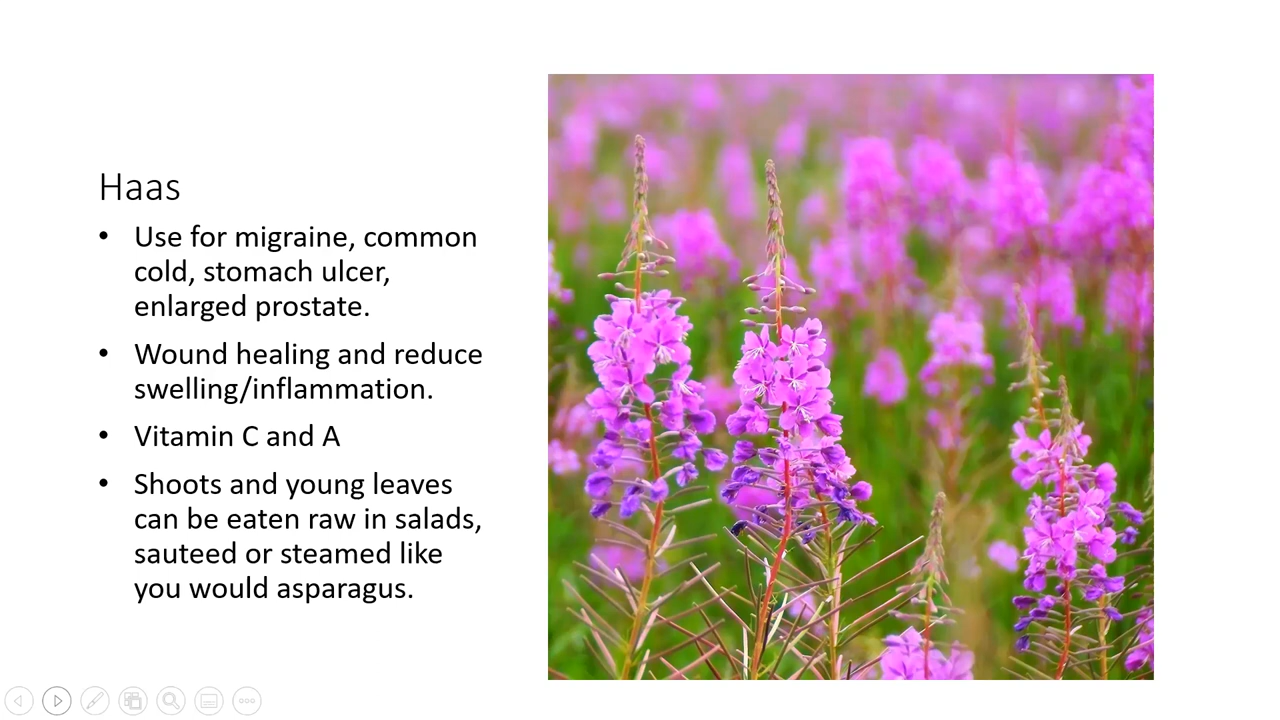 Haas
• Use for migraine, common
cold, stomach ulcer,
enlarged prostate.
• Wound healing and reduce
swelling/inflammation.
• Vitamin C and A
• Shoots and young leaves
can be eaten raw in salads,
sauteed or steamed like
you would asparagus.